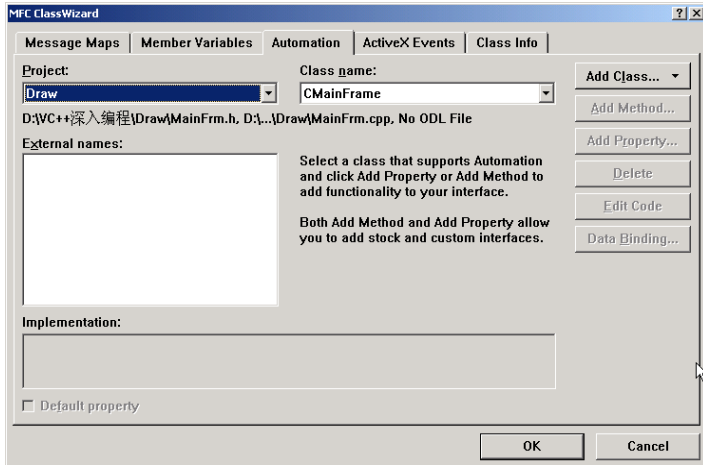 MFC ClassWizard
Message Maps
Member Variables
Automation
ActiveX Events
Class Info
Project:
Class name:
Add Class...
Draw
CMainFrame
Add Method...
D:\VC++深入编程\Draw\MainFrm.h, D:\...\Draw\MainFrm.cpp, No ODL File
Add Property...
External names:
Select a class that supports Automation
and click Add Property or Add Method to
add functionality to your interface.
Delete
Edit Code
Both Add Method and Add Property allow
you to add stock and custom interfaces.
Data Binding...
Implementation:
Default property
OK
Cancel